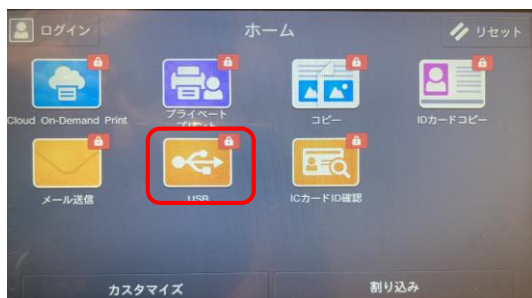 ログイン
ホーム
リセット
Cloud On-Demand Print
プライベート
プリント
コピー
IDカードコピー
メール送信
USB
ICカードID確認
カスタマイズ
割り込み